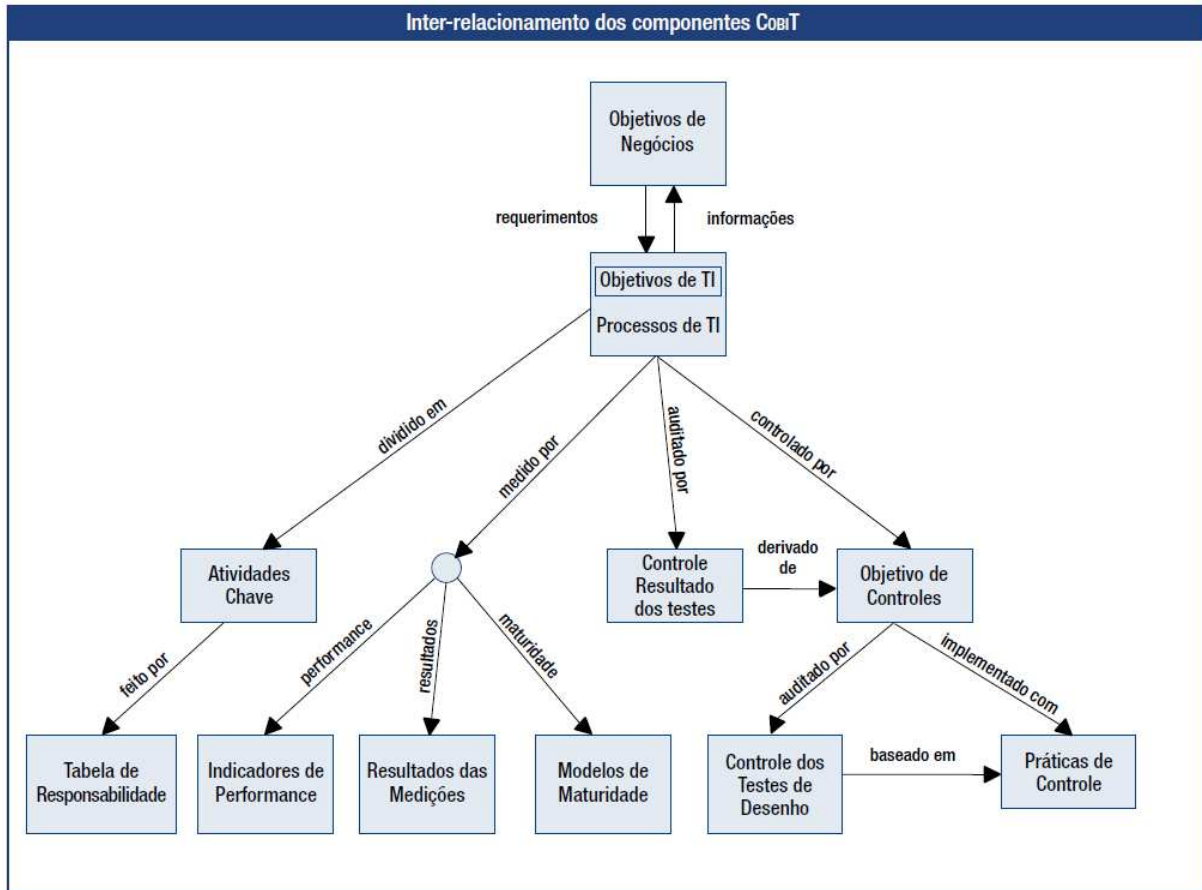 Inter-relacionamento dos componentes COBIT
Objetivos de
Negócios
requerimentos
informações
Objetivos de TI
Processos de TI
dividido em
medido por
auditado por
controlado por
Atividades
Chave
Controle
Resultado
dos testes
derivado
de
Objetivo de
Controles
feito por
performance
resultados
maturidade
auditado por
implementado com
Tabela de
Responsabilidade
Indicadores de
Performance
Resultados das
Medições
Modelos de
Maturidade
Controle dos
Testes de
Desenho
baseado em
Práticas de
Controle